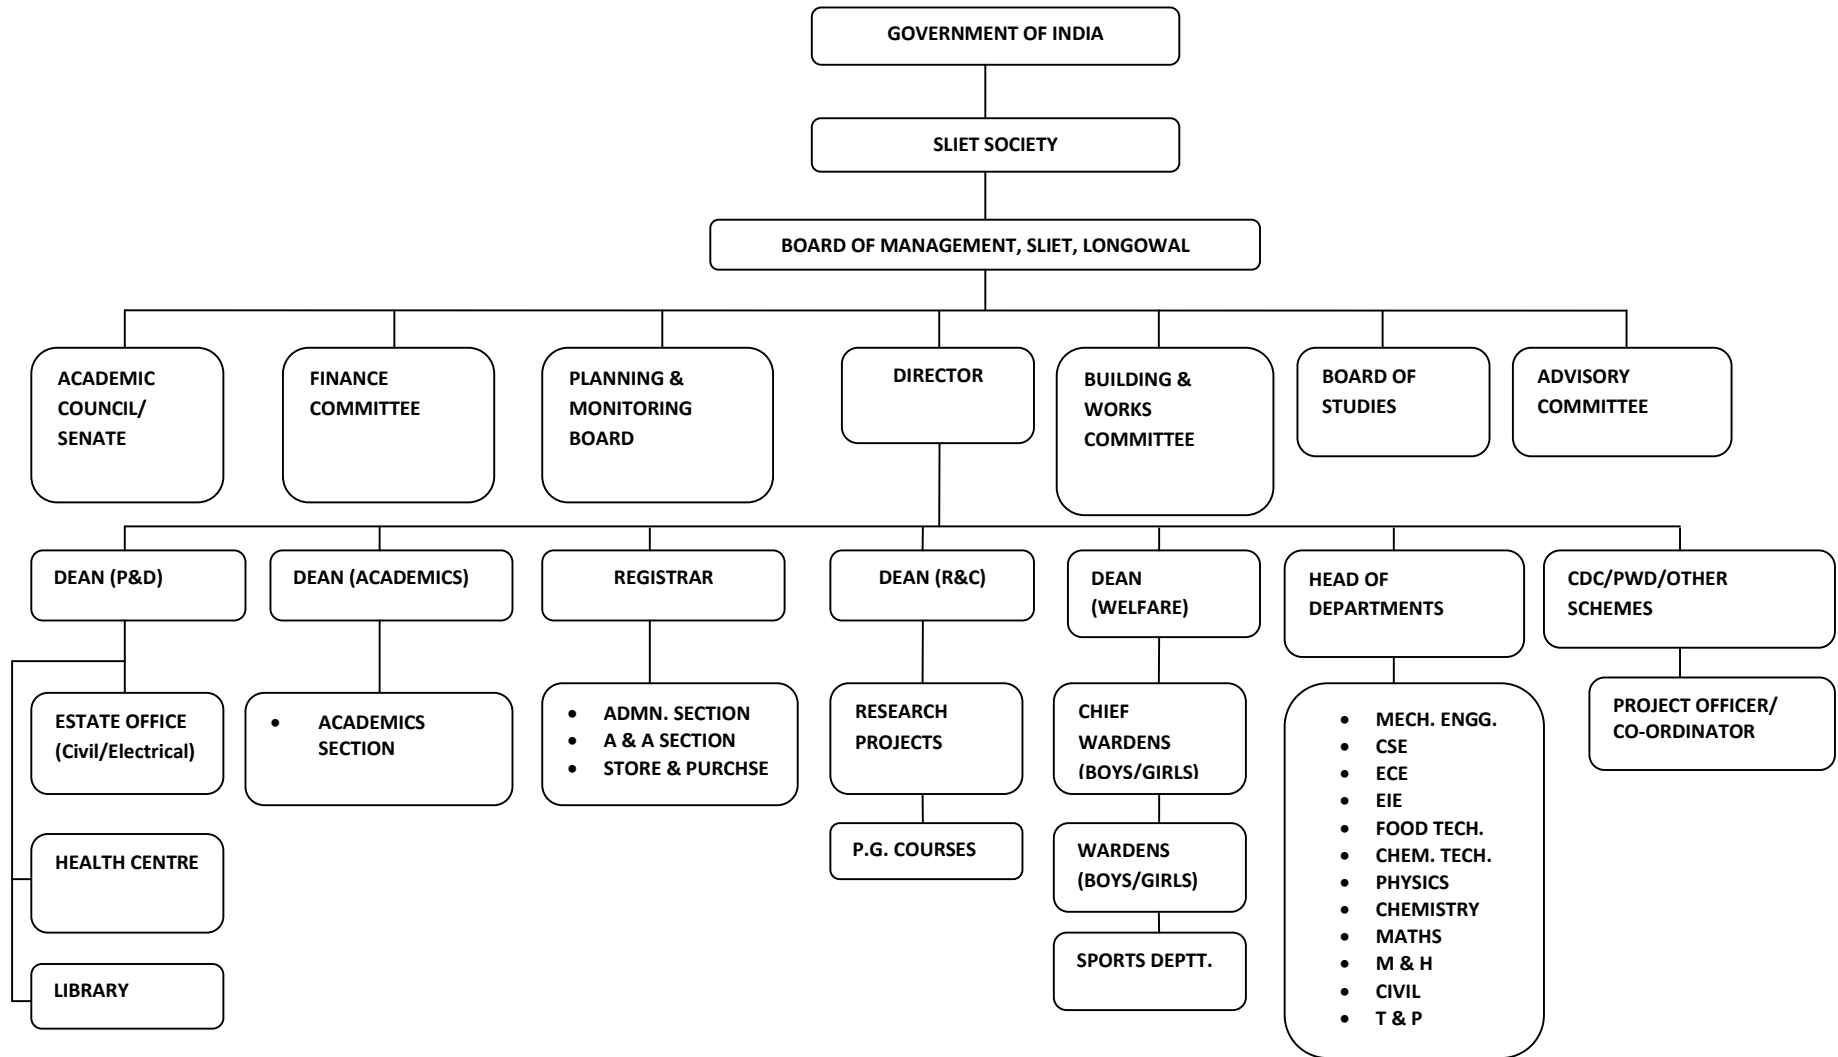 GOVERNMENT OF INDIA
SLIET SOCIETY
BOARD OF MANAGEMENT, SLIET, LONGOWAL
ACADEMIC
COUNCIL/
SENATE
FINANCE
COMMITTEE
PLANNING &
MONITORING
BOARD
DIRECTOR
BUILDING &
WORKS
COMMITTEE
BOARD OF
STUDIES
ADVISORY
COMMITTEE
DEAN (P&D)
DEAN (ACADEMICS)
REGISTRAR
DEAN (R&C)
DEAN
(WELFARE)
HEAD OF
DEPARTMENTS
CDC/PWD/OTHER
SCHEMES
ESTATE OFFICE
(Civil/Electrical)
• ACADEMICS
SECTION
• ADMN. SECTION
• A & A SECTION
• STORE & PURCHSE
RESEARCH
PROJECTS
CHIEF
WARDENS
(BOYS/GIRLS)
• MECH. ENGG.
• CSE
• ECE
• EIE
• FOOD TECH.
• CHEM. TECH.
• PHYSICS
• CHEMISTRY
• MATHS
• M & H
• CIVIL
• T & P
PROJECT OFFICER/
CO-ORDINATOR
HEALTH CENTRE
P.G. COURSES
WARDENS
(BOYS/GIRLS)
LIBRARY
SPORTS DEPTT.